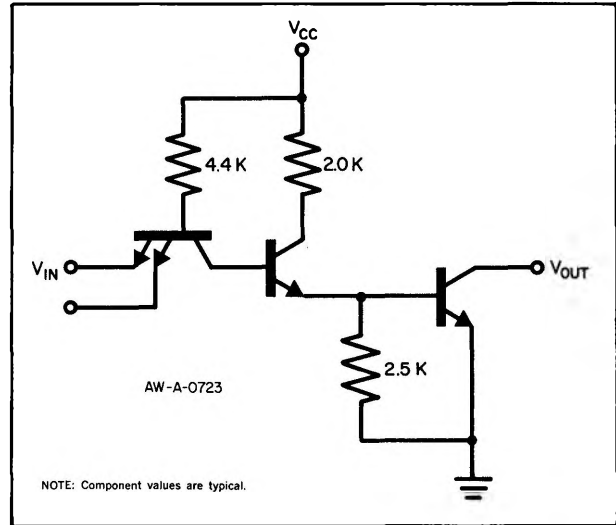 VCC
4.4 K
2.0 K
VIN
VOUT
2.5 K
AW-A-0723
NOTE: Component values are typical.